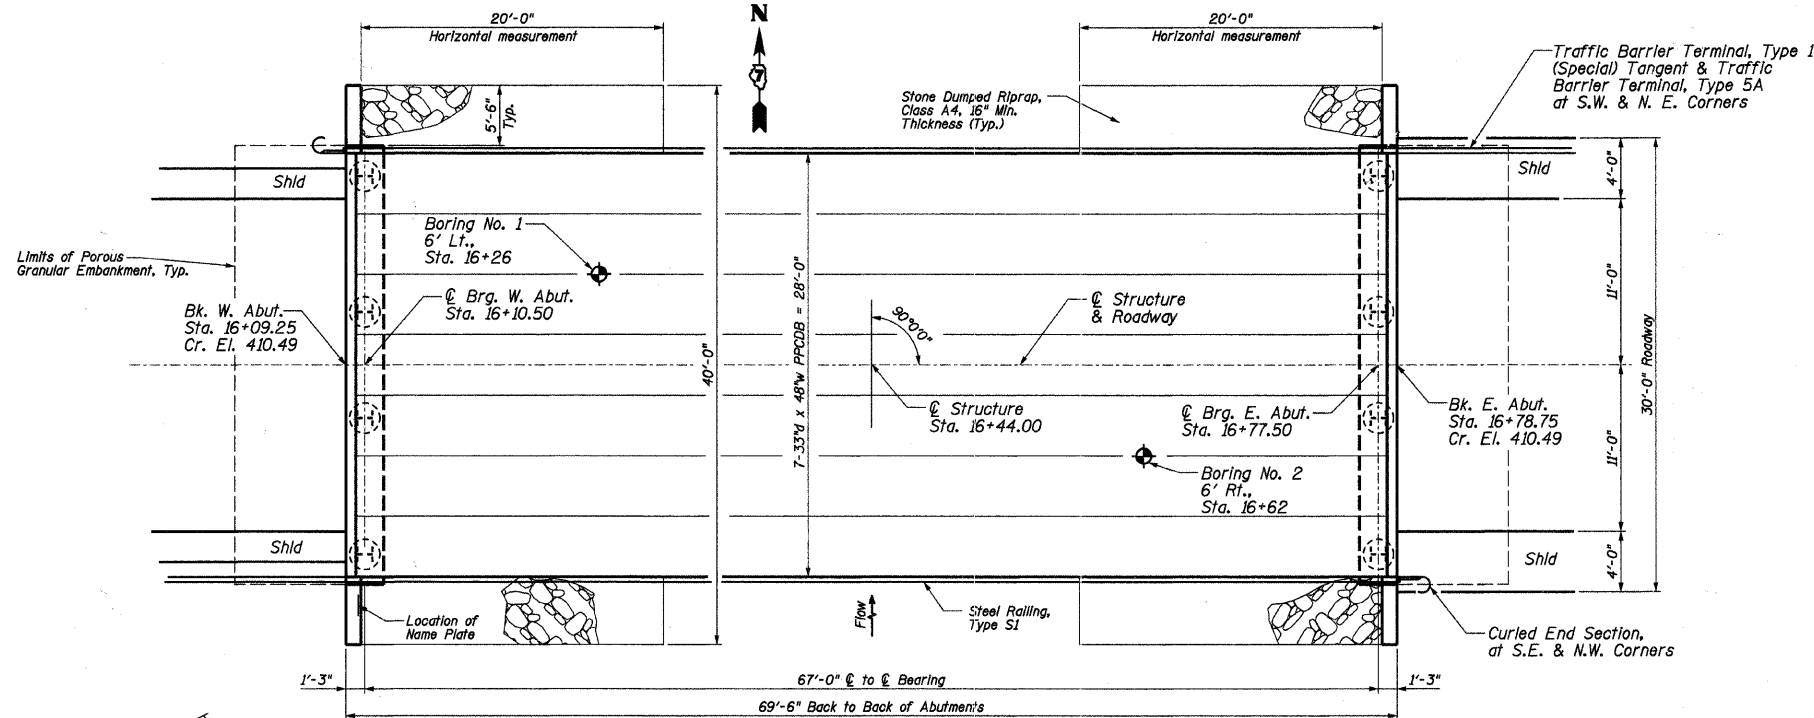 20'-0"
Horizontal measurement
N
7
20'-0"
Horizontal measurement
Traffic Barrier Terminal, Type 1
(Special) Tangent & Traffic
Barrier Terminal, Type 5A
at S.W. & N. E. Corners
Stone Dumped Riprap,
Class A4, 16" Min.
Thickness (Typ.)
5'-6"
Typ.
Shld
Shld
4'-0"
Boring No. 1
6' Lt.,
Sta. 16+26
Limits of Porous
Granular Embankment, Typ.
Bk. W. Abut.
Sta. 16+09.25
Cr. El. 410.49
℄ Brg. W. Abut.
Sta. 16+10.50
40'-0"
7-33"d x 48"w PPCDB = 28'-0"
90°0'0"
℄ Structure
& Roadway
11'-0"
30'-0" Roadway
℄ Structure
Sta. 16+44.00
℄ Brg. E. Abut.
Sta. 16+77.50
Bk. E. Abut.
Sta. 16+78.75
Cr. El. 410.49
11'-0"
Boring No. 2
6' Rt.,
Sta. 16+62
Shld
Shld
4'-0"
Location of
Name Plate
Flow
Steel Railing,
Type S1
Curled End Section,
at S.E. & N.W. Corners
1'-3"
67'-0" ℄ to ℄ Bearing
1'-3"
69'-6" Back to Back of Abutments